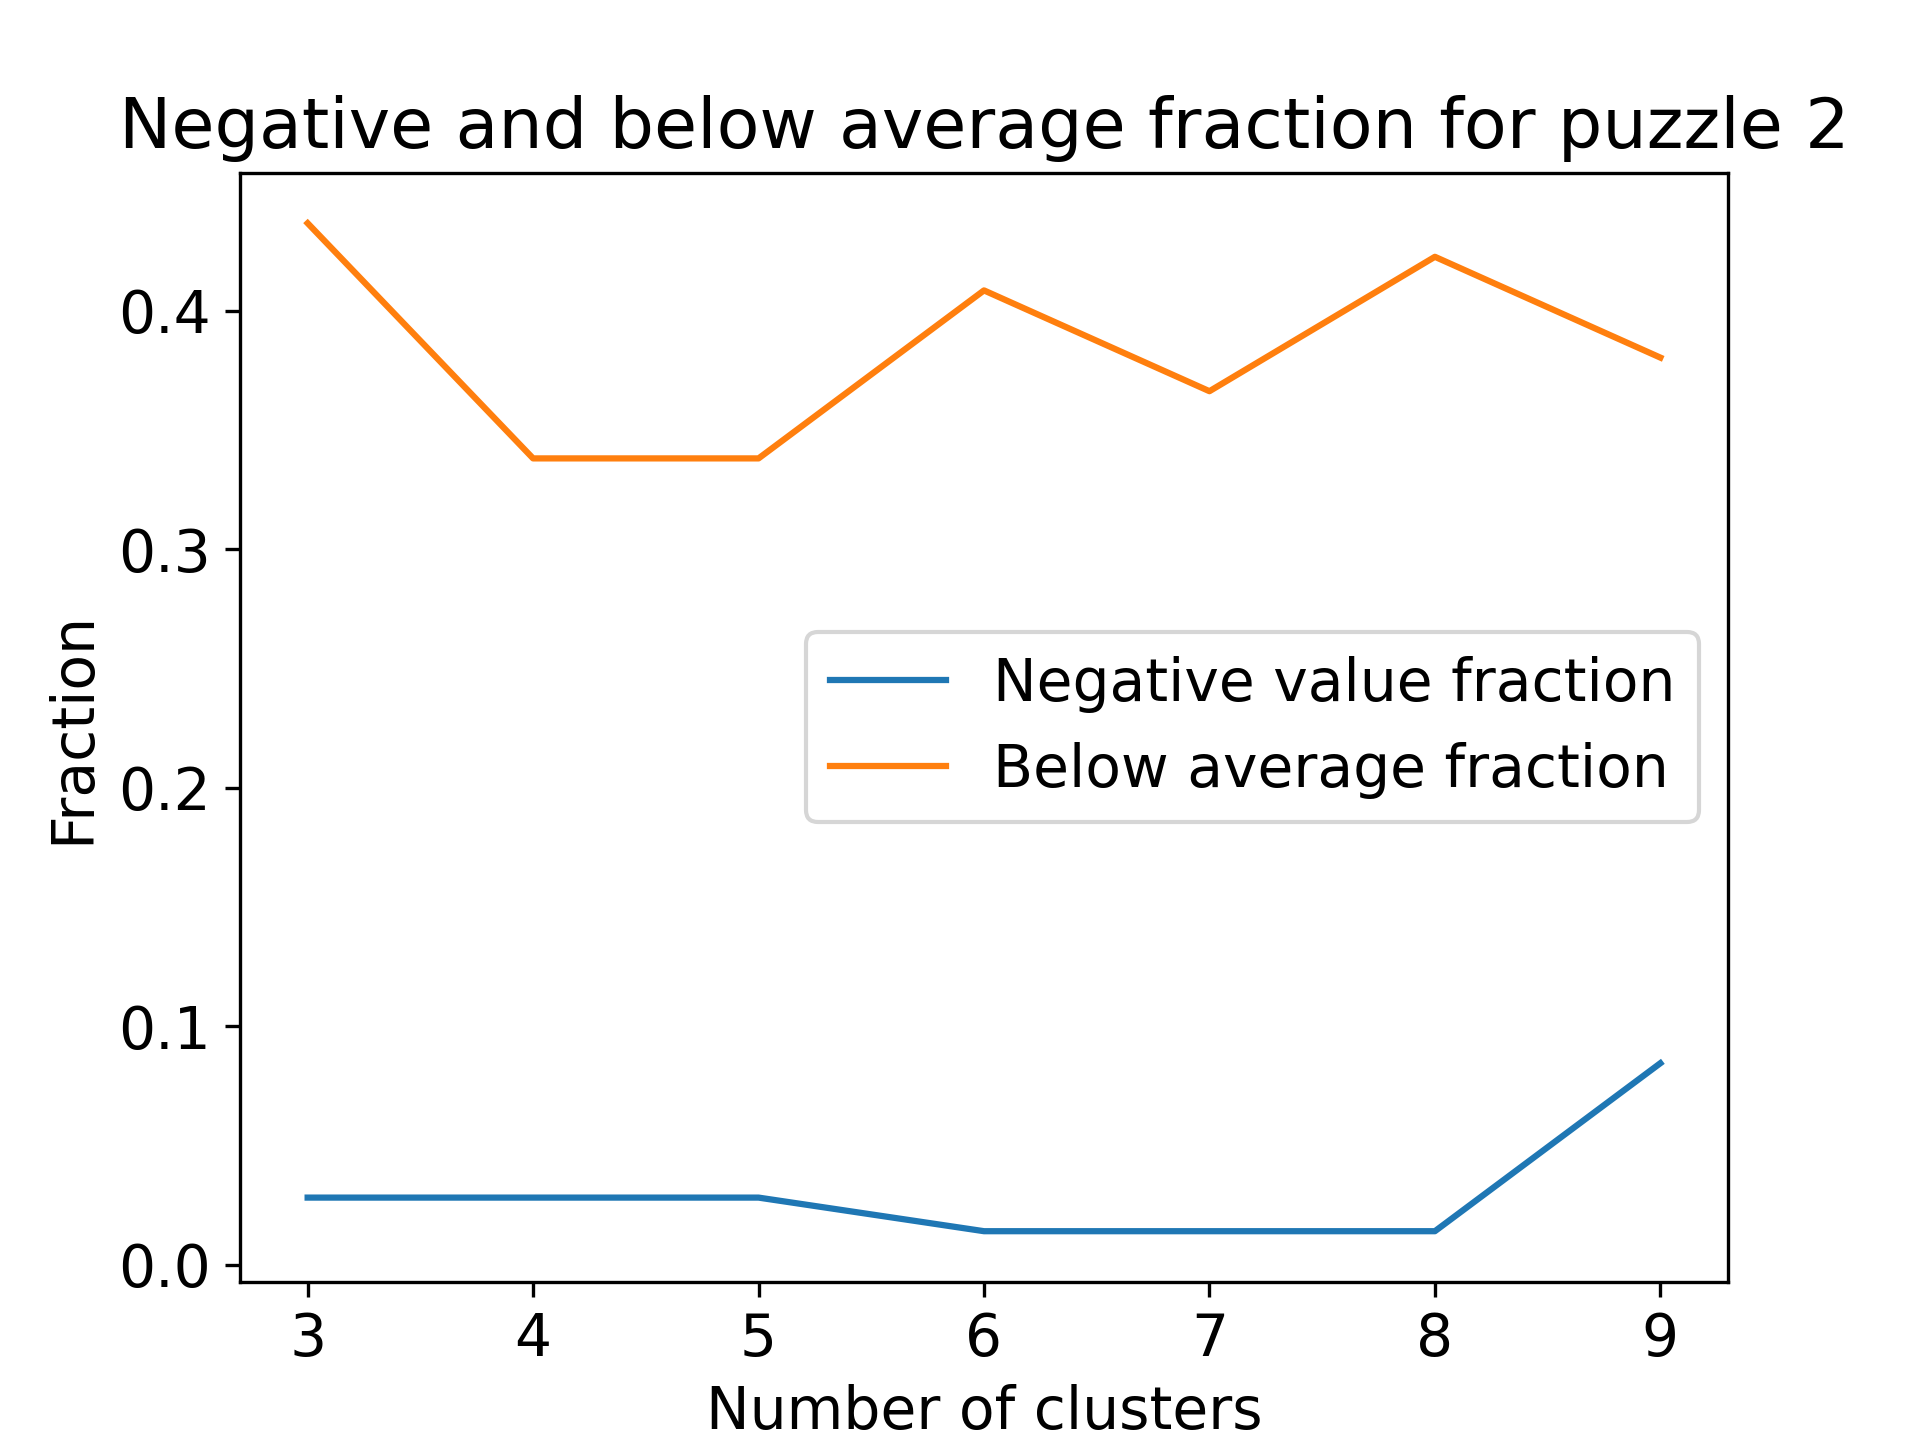 Negative and below average fraction for puzzle 2
0.4
0.3
0.2
0.1
0.0
Fraction
Negative value fraction
Below average fraction
3 4 5 6 7 8 9
Number of clusters